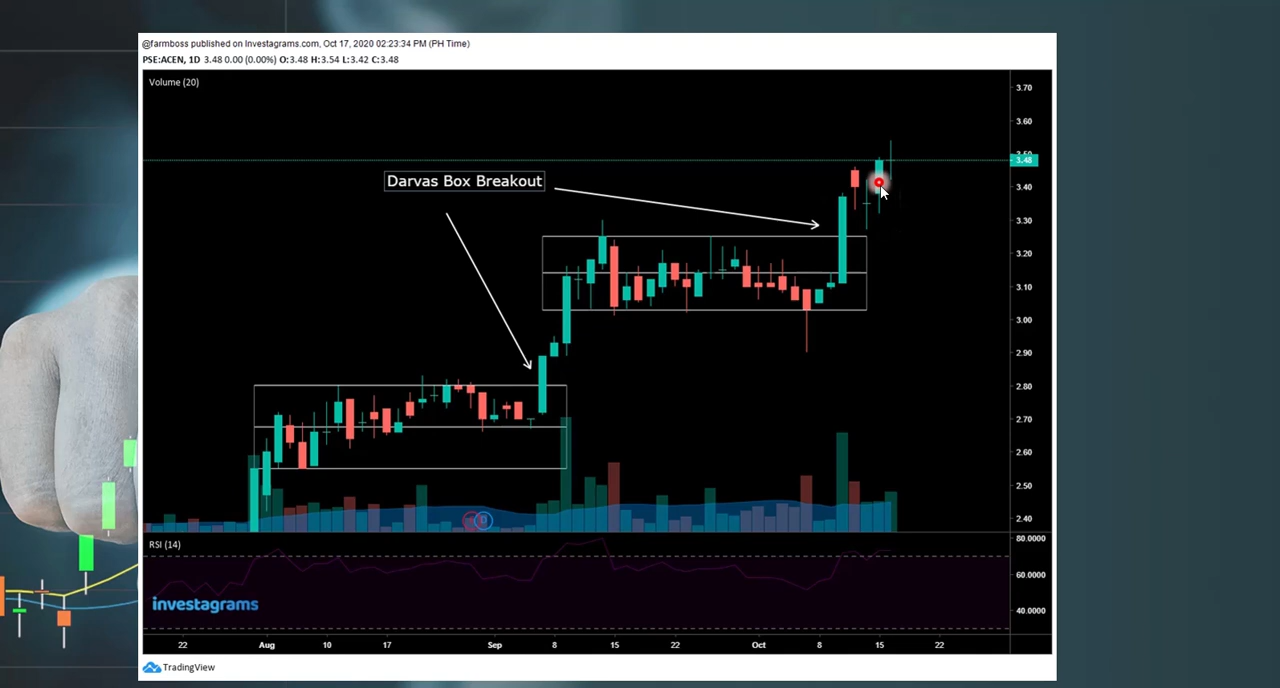 @farmboss published on Investagrams.com, Oct 17, 2020 02:23:34 PM (PH Time)
PSE:ACEN, 1D 3.48 0.00 (0.00%) O:3.48 H:3.54 L:3.42 C:3.48
Volume (20)
3.70
3.60
3.50
3.48
3.40
Darvas Box Breakout
3.30
3.20
3.10
3.00
2.90
2.80
2.70
2.60
2.50
2.40
D
RSI (14)
80.0000
60.0000
40.0000
investagrams
22 Aug 10 17 Sep 8 15 22 Oct 8 15 22
TradingView